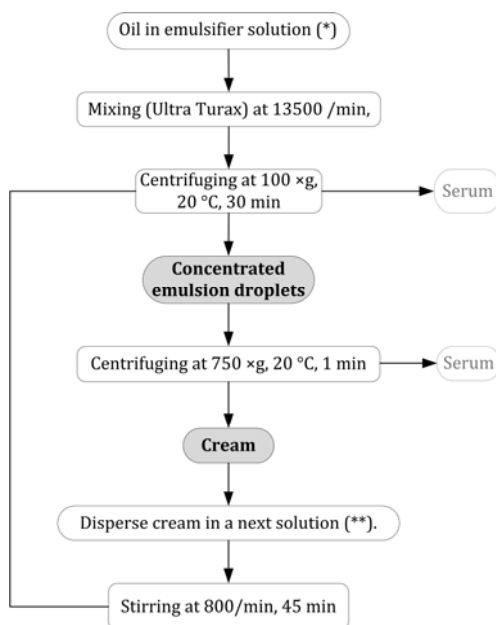 Oil in emulsifier solution (*)
Mixing (Ultra Turax) at 13500 /min,
Centrifuging at 100 ×g,
20 °C, 30 min
Serum
Concentrated
emulsion droplets
Centrifuging at 750 ×g, 20 °C, 1 min
Serum
Cream
Disperse cream in a next solution (**).
Stirring at 800/min, 45 min